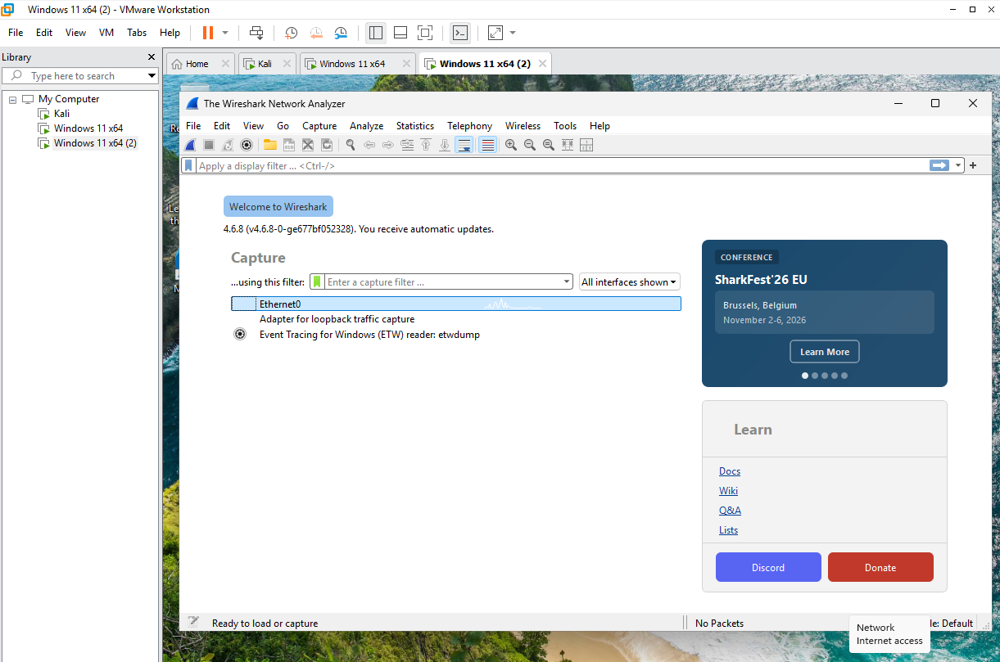 Windows 11 x64 (2) - VMware Workstation
File Edit View VM Tabs Help
Library
Type here to search
My Computer
Kali
Windows 11 x64
Windows 11 x64 (2)
Home Kali Windows 11 x64 Windows 11 x64 (2)
The Wireshark Network Analyzer
File Edit View Go Capture Analyze Statistics Telephony Wireless Tools Help
Apply a display filter ... <Ctrl-/>
Welcome to Wireshark
4.6.8 (v4.6.8-0-ge677bf052328). You receive automatic updates.
Capture
...using this filter: Enter a capture filter ... All interfaces shown
Ethernet0
Adapter for loopback traffic capture
Event Tracing for Windows (ETW) reader: etwdump
CONFERENCE
SharkFest'26 EU
Brussels, Belgium
November 2-6, 2026
Learn More
Learn
Docs
Wiki
Q&A
Lists
Discord Donate
Ready to load or capture No Packets le: Default
Network
Internet access